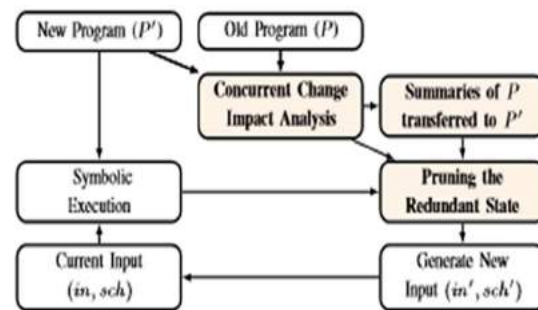 New Program (P′)
Old Program (P)
Concurrent Change
Impact Analysis
Summaries of P
transferred to P′
Symbolic
Execution
Pruning the
Redundant State
Current Input
(in, sch)
Generate New
Input (in′, sch′)